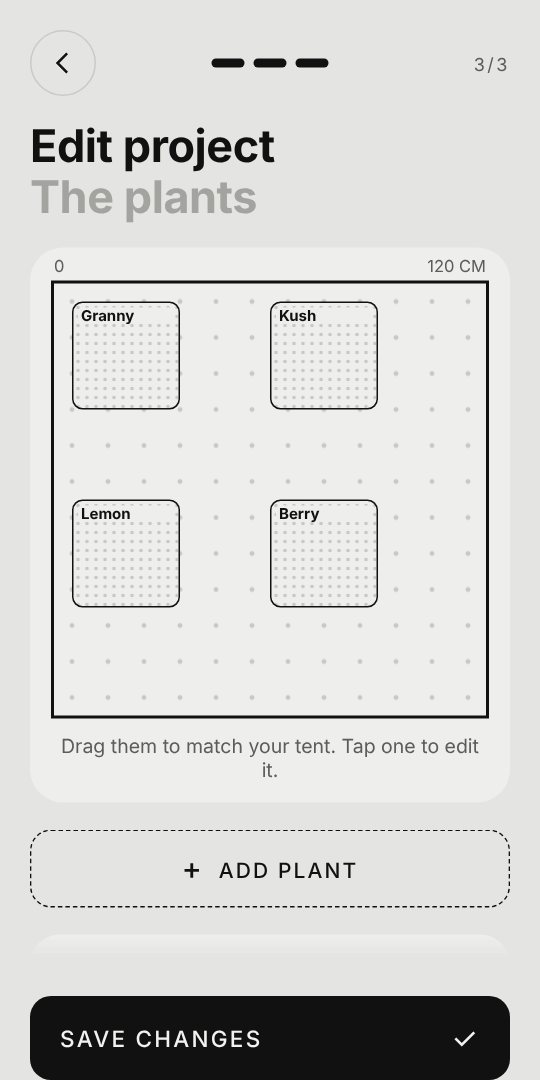 3/3
Edit project
The plants
0 120 CM
Granny Kush
Lemon Berry
Drag them to match your tent. Tap one to edit
it.
+ ADD PLANT
SAVE CHANGES